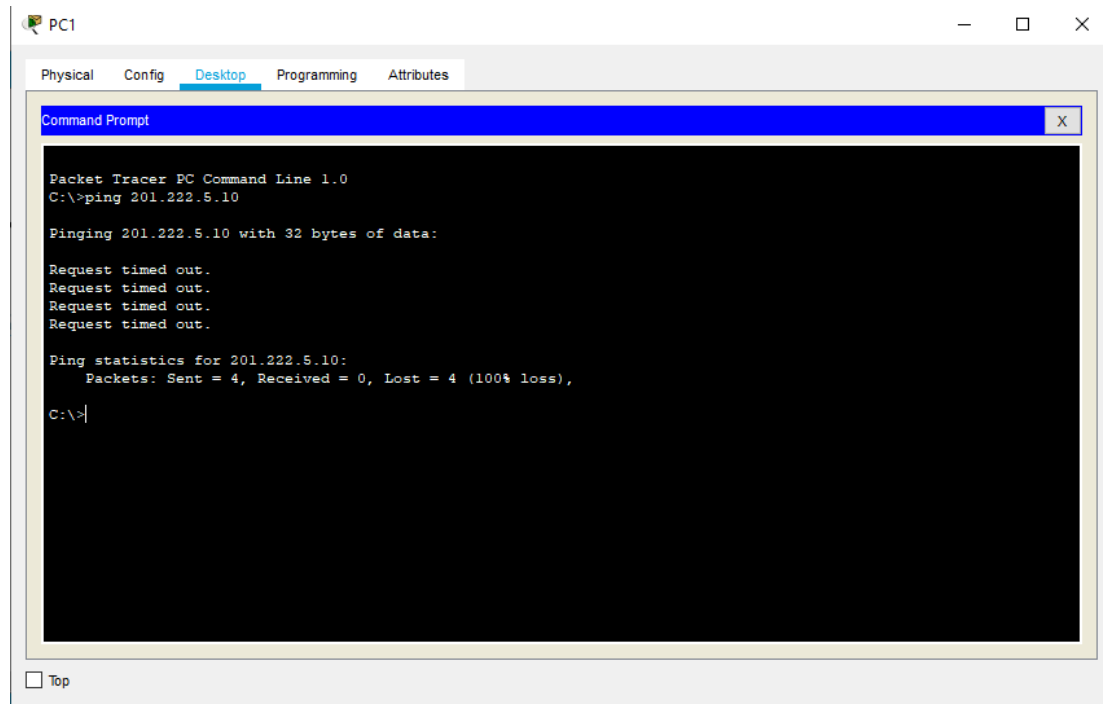 PC1
Physical Config Desktop Programming Attributes
Command Prompt X
Packet Tracer PC Command Line 1.0
C:\>ping 201.222.5.10
Pinging 201.222.5.10 with 32 bytes of data:
Request timed out.
Request timed out.
Request timed out.
Request timed out.
Ping statistics for 201.222.5.10:
Packets: Sent = 4, Received = 0, Lost = 4 (100% loss),
C:\>
Top